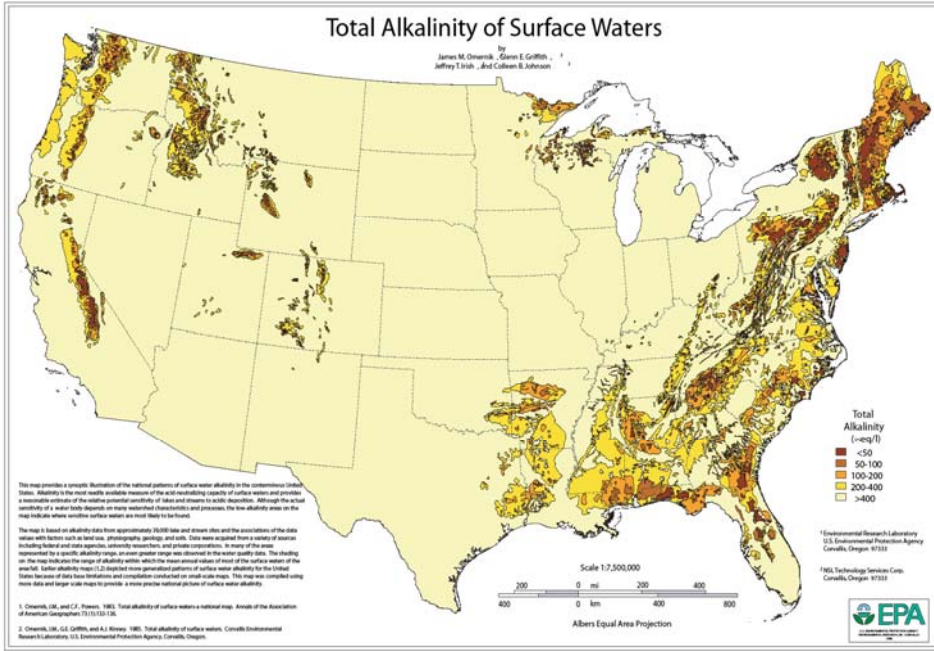 Total Alkalinity of Surface Waters
by
James M. Omernik , Glenn E. Griffith ,
Jeffrey T. Irish , and Colleen B. Johnson
Total
Alkalinity
<50
50-100
100-200
200-400
>400
This map provides a synoptic illustration of the national patterns of surface water alkalinity in the conterminous United
States. Alkalinity is the most readily available measure of the acid-neutralizing capacity of surface waters and provides
a reasonable estimate of the relative potential sensitivity of lakes and streams to acidic deposition. Although the actual
sensitivity of a water body depends on many watershed characteristics and processes, the low-alkalinity areas on the
map indicate where sensitive surface waters are most likely to be found.
The map is based on alkalinity data from approximately 39,000 lake and stream sites and the associations of the data
values with factors such as land use, physiography, geology, and soils. Data were acquired from a variety of sources
including federal and state agencies, university researchers, and private corporations. In many of the areas
represented by a specific alkalinity range, an even greater range was observed in the water quality data. The shading
on the map indicates the range of alkalinity within which the mean annual values of most of the surface waters of the
area fall. Earlier alkalinity maps (1,2) depicted more generalized patterns of surface water alkalinity for the United
States because of data base limitations and compilation conducted on small-scale maps. This map was compiled using
more data and larger scale maps to provide a more precise national picture of surface water alkalinity.
1. Omernik, J.M., and C.F. Powers. 1983. Total alkalinity of surface waters-a national map. Annals of the Association
of American Geographers 73(1):133-136.
2. Omernik, J.M., G.E. Griffith, and A.J. Kinney. 1985. Total alkalinity of surface waters. Corvallis Environmental
Research Laboratory, U.S. Environmental Protection Agency, Corvallis, Oregon.
Scale 1:7,500,000
200 0 mi 200 400
400 0 km 400 800
Albers Equal Area Projection
1 Environmental Research Laboratory
U.S. Environmental Protection Agency
Corvallis, Oregon 97333
2 NSI Technology Services Corp.
Corvallis, Oregon 97333
EPA